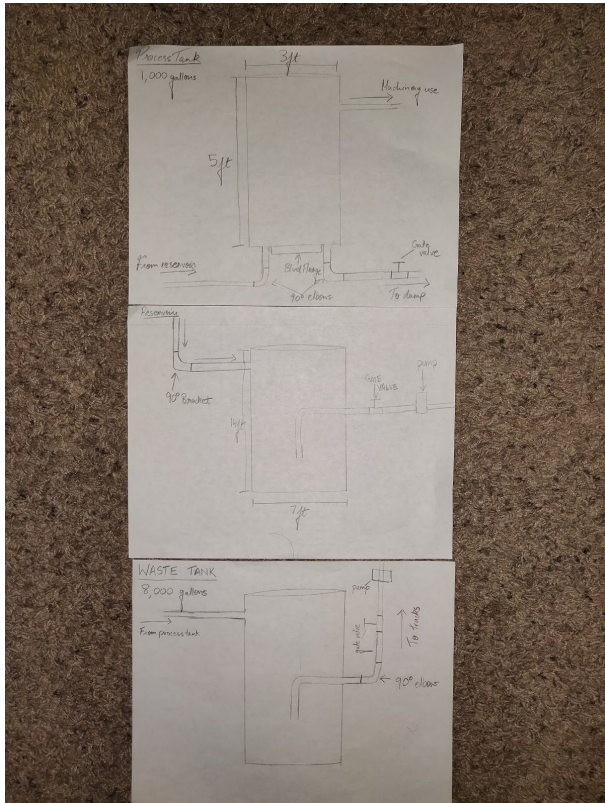 Process Tank
3ft
1,000 gallons
Machining use
5ft
Gate
valve
From reservoir
Blind Flange
90° elbows
To dump
Reservoir
GATE
VALVE
pump
90° Bracket
14ft
7ft
WASTE TANK
8,000 gallons
pump
From process tank
gate valve
To trucks
90° elbows